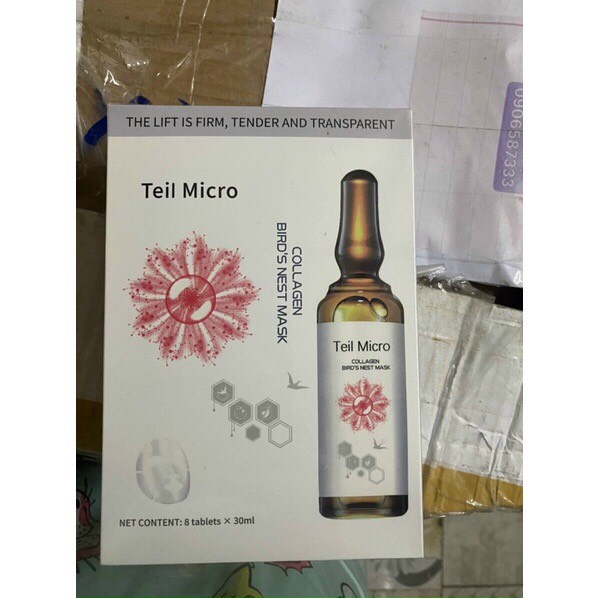 THE LIFT IS FIRM, TENDER AND TRANSPARENT
Teil Micro
COLLAGEN
BIRD'S NEST MASK
Teil Micro
COLLAGEN
BIRD'S NEST MASK
NET CONTENT: 8 tablets × 30ml
0906587333